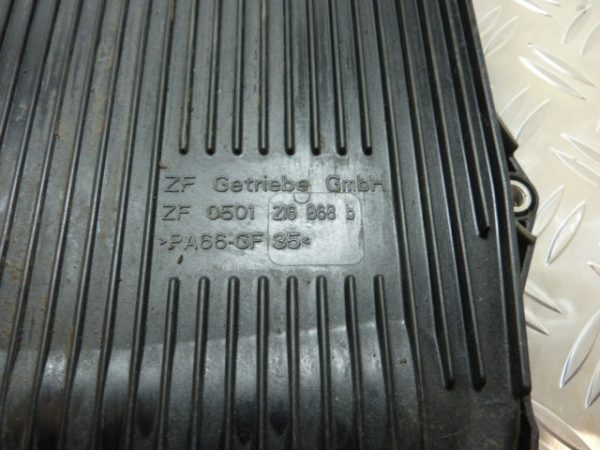 ZF Getriebe GmbH
ZF 0501 216 868 b
>PA66-GF 35<